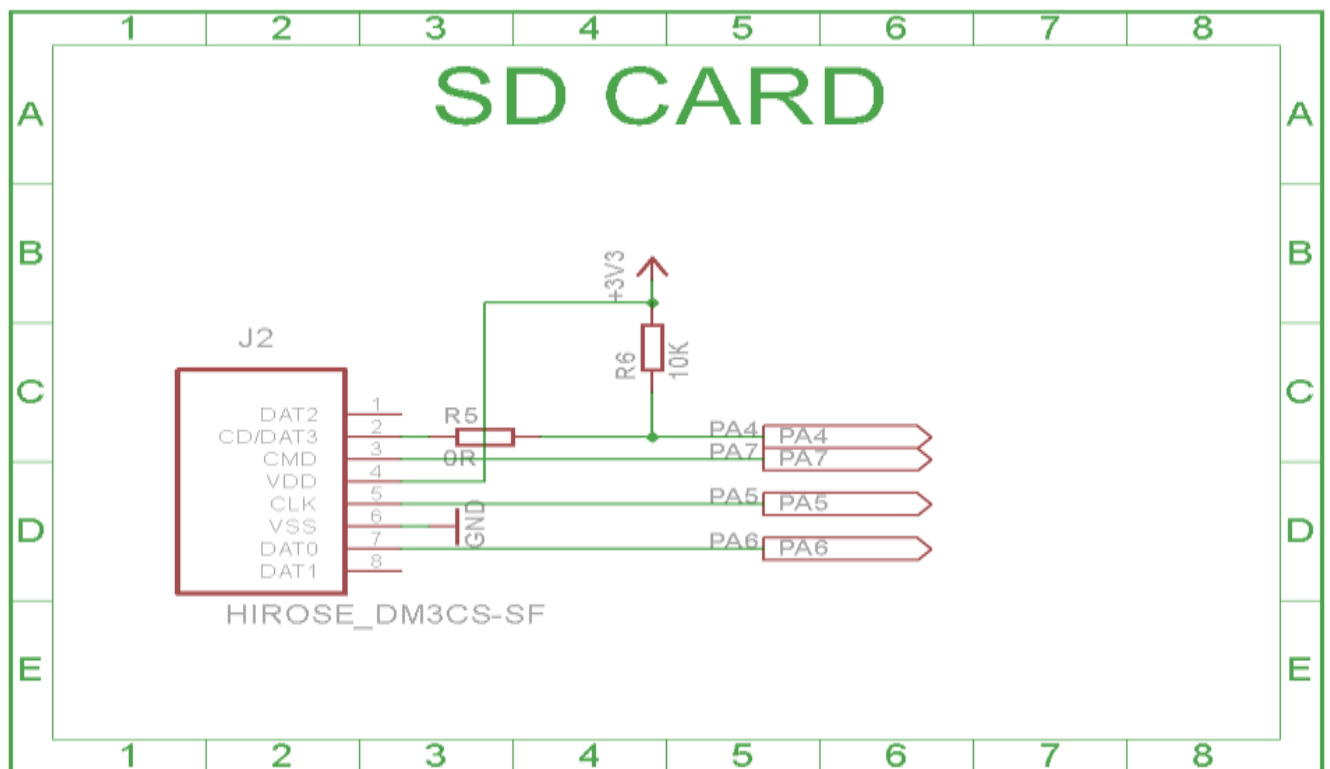 1 2 3 4 5 6 7 8
SD CARD
A A
B B
+3V3
J2
R6 10K
C C
DAT2 1
CD/DAT3 2 R5 PA4 PA4
CMD 3 0R PA7 PA7
VDD 4
CLK 5 PA5 PA5
VSS 6 GND
D D
DAT0 7 PA6 PA6
DAT1 8
HIROSE_DM3CS-SF
E E
1 2 3 4 5 6 7 8